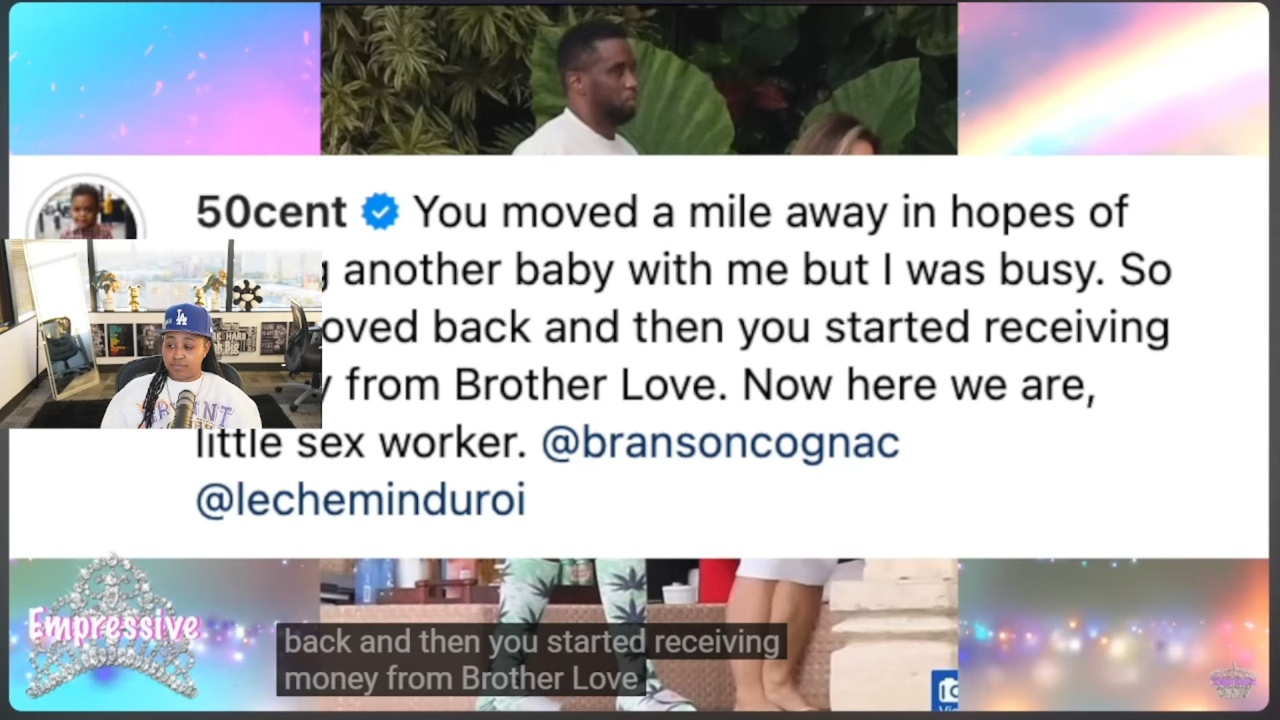 50cent You moved a mile away in hopes of
another baby with me but I was busy. So
oved back and then you started receiving
from Brother Love. Now here we are,
little sex worker. @bransoncognac
@lecheminduroi
LA
Empressive
back and then you started receiving
money from Brother Love